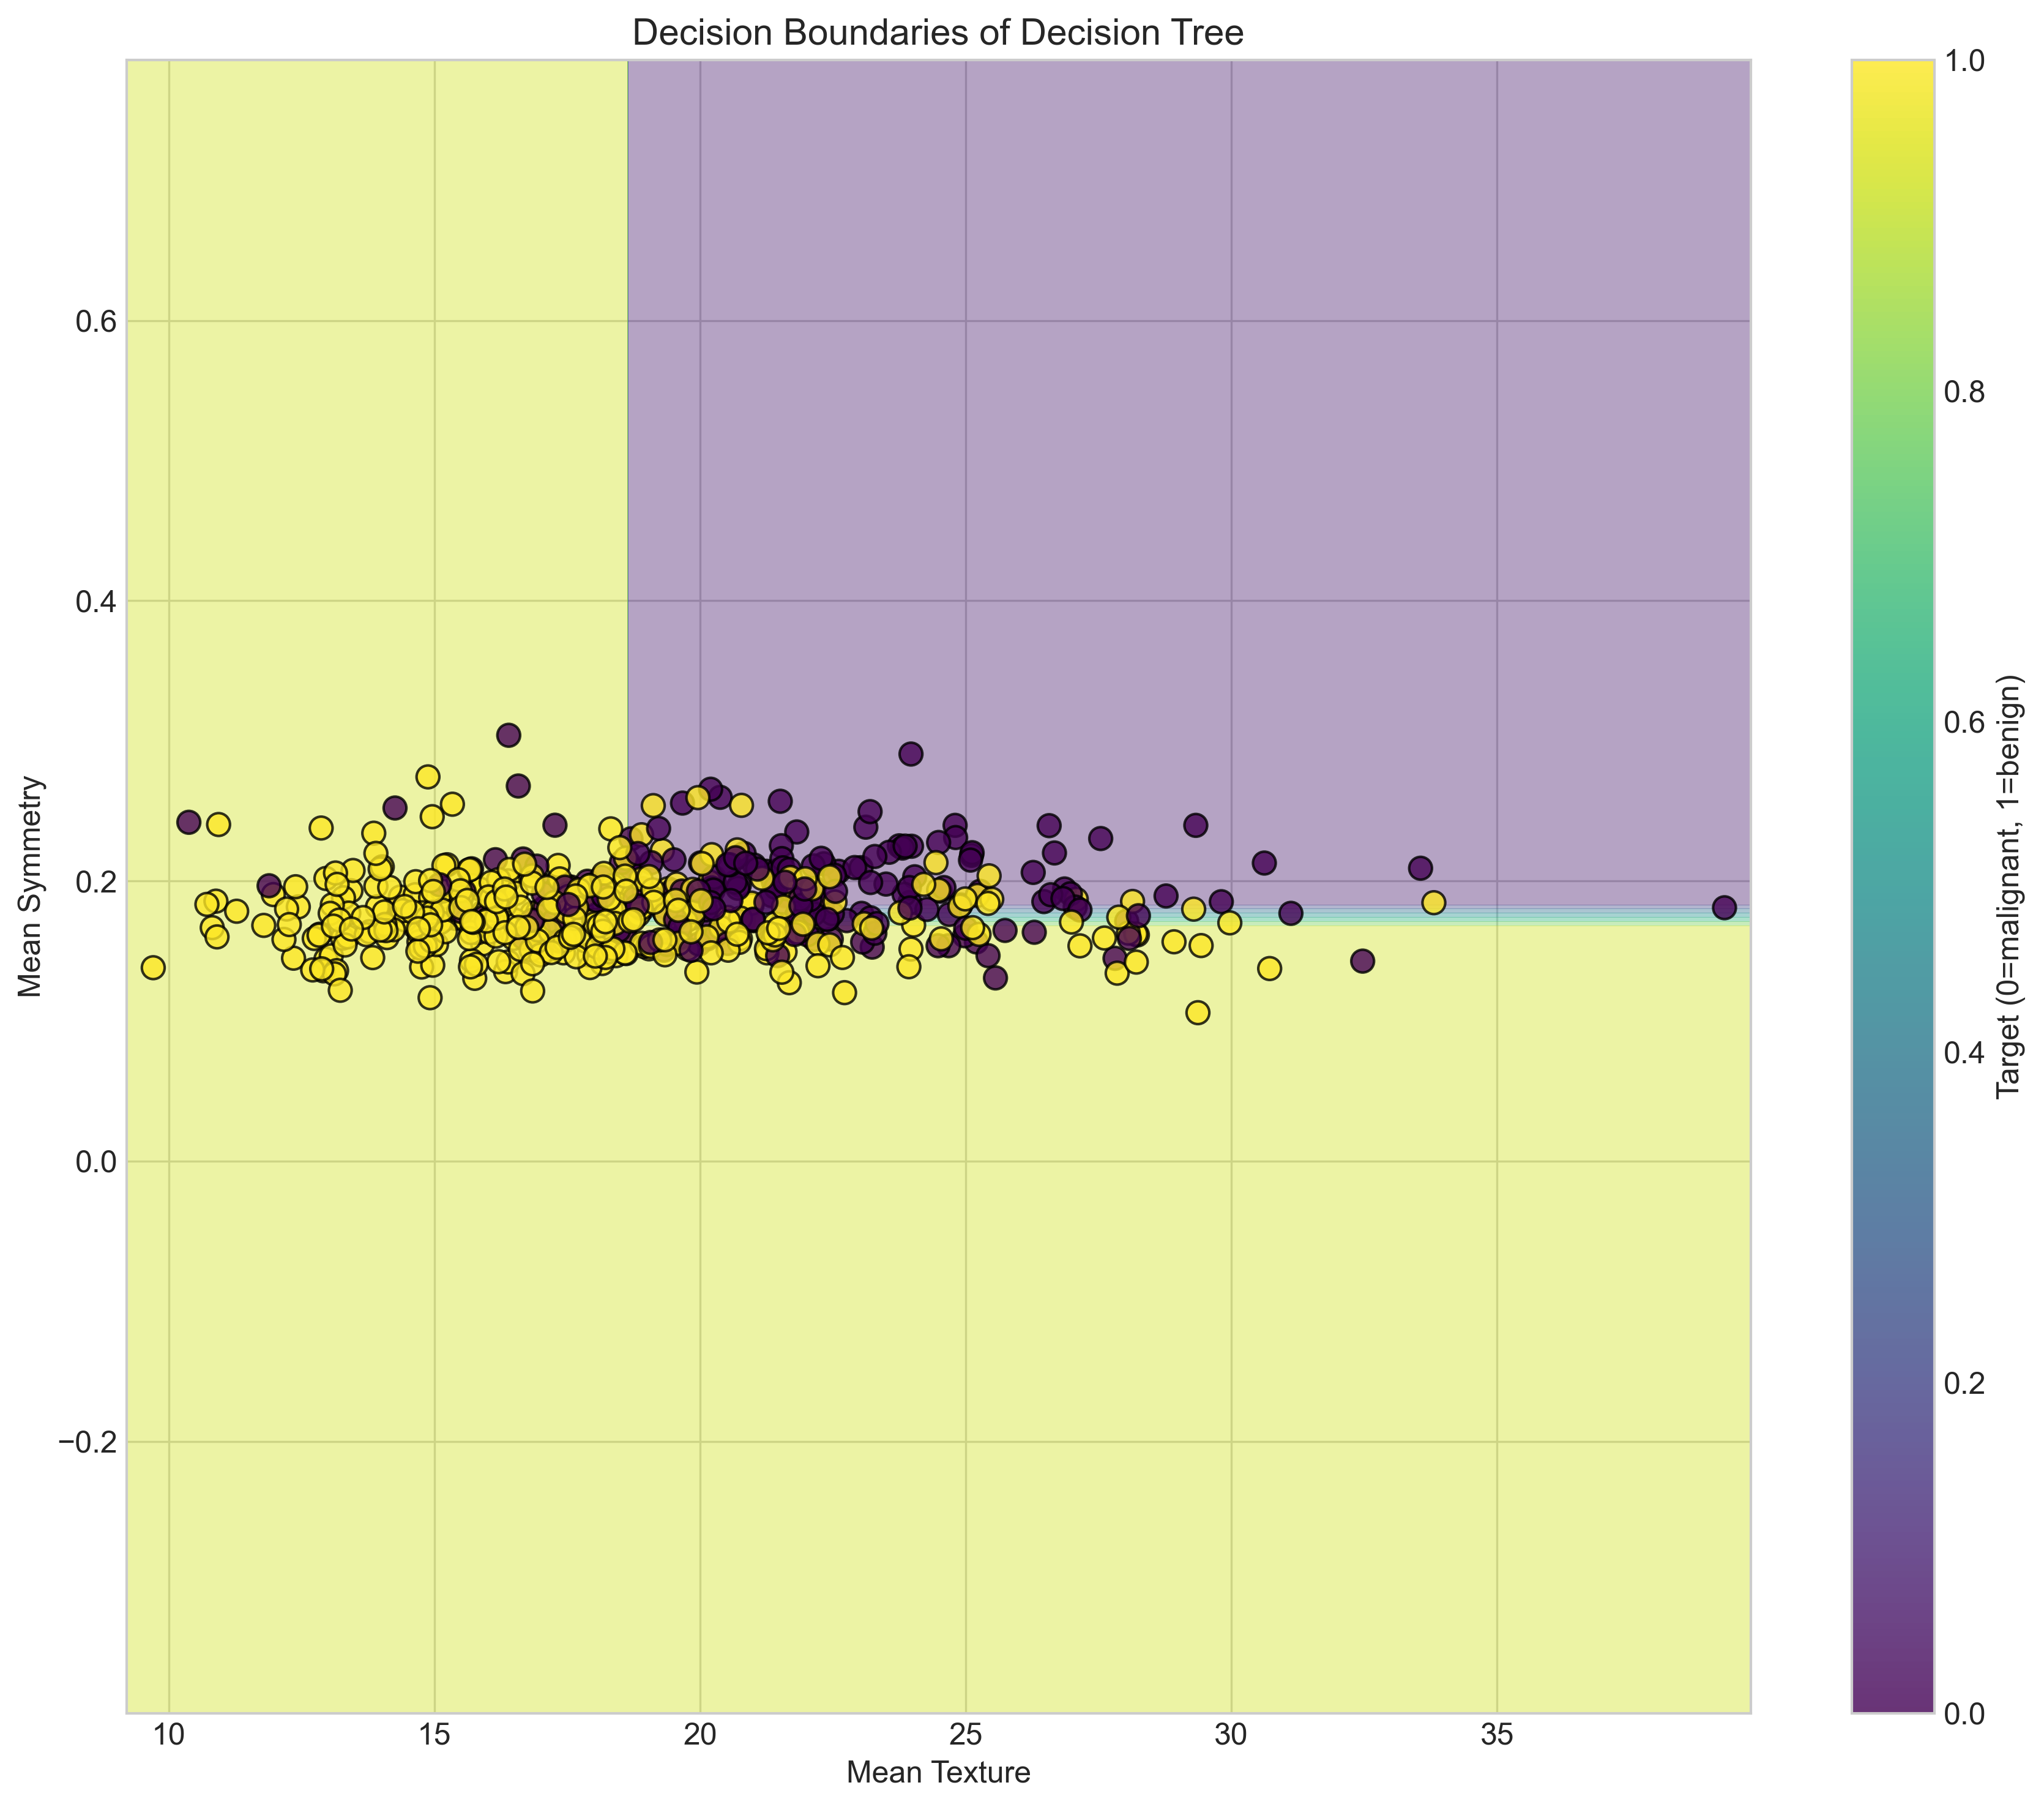 Decision Boundaries of Decision Tree
Mean Symmetry
0.6
0.4
0.2
0.0
−0.2
10 15 20 25 30 35
Mean Texture
1.0
0.8
0.6
0.4
0.2
0.0
Target (0=malignant, 1=benign)